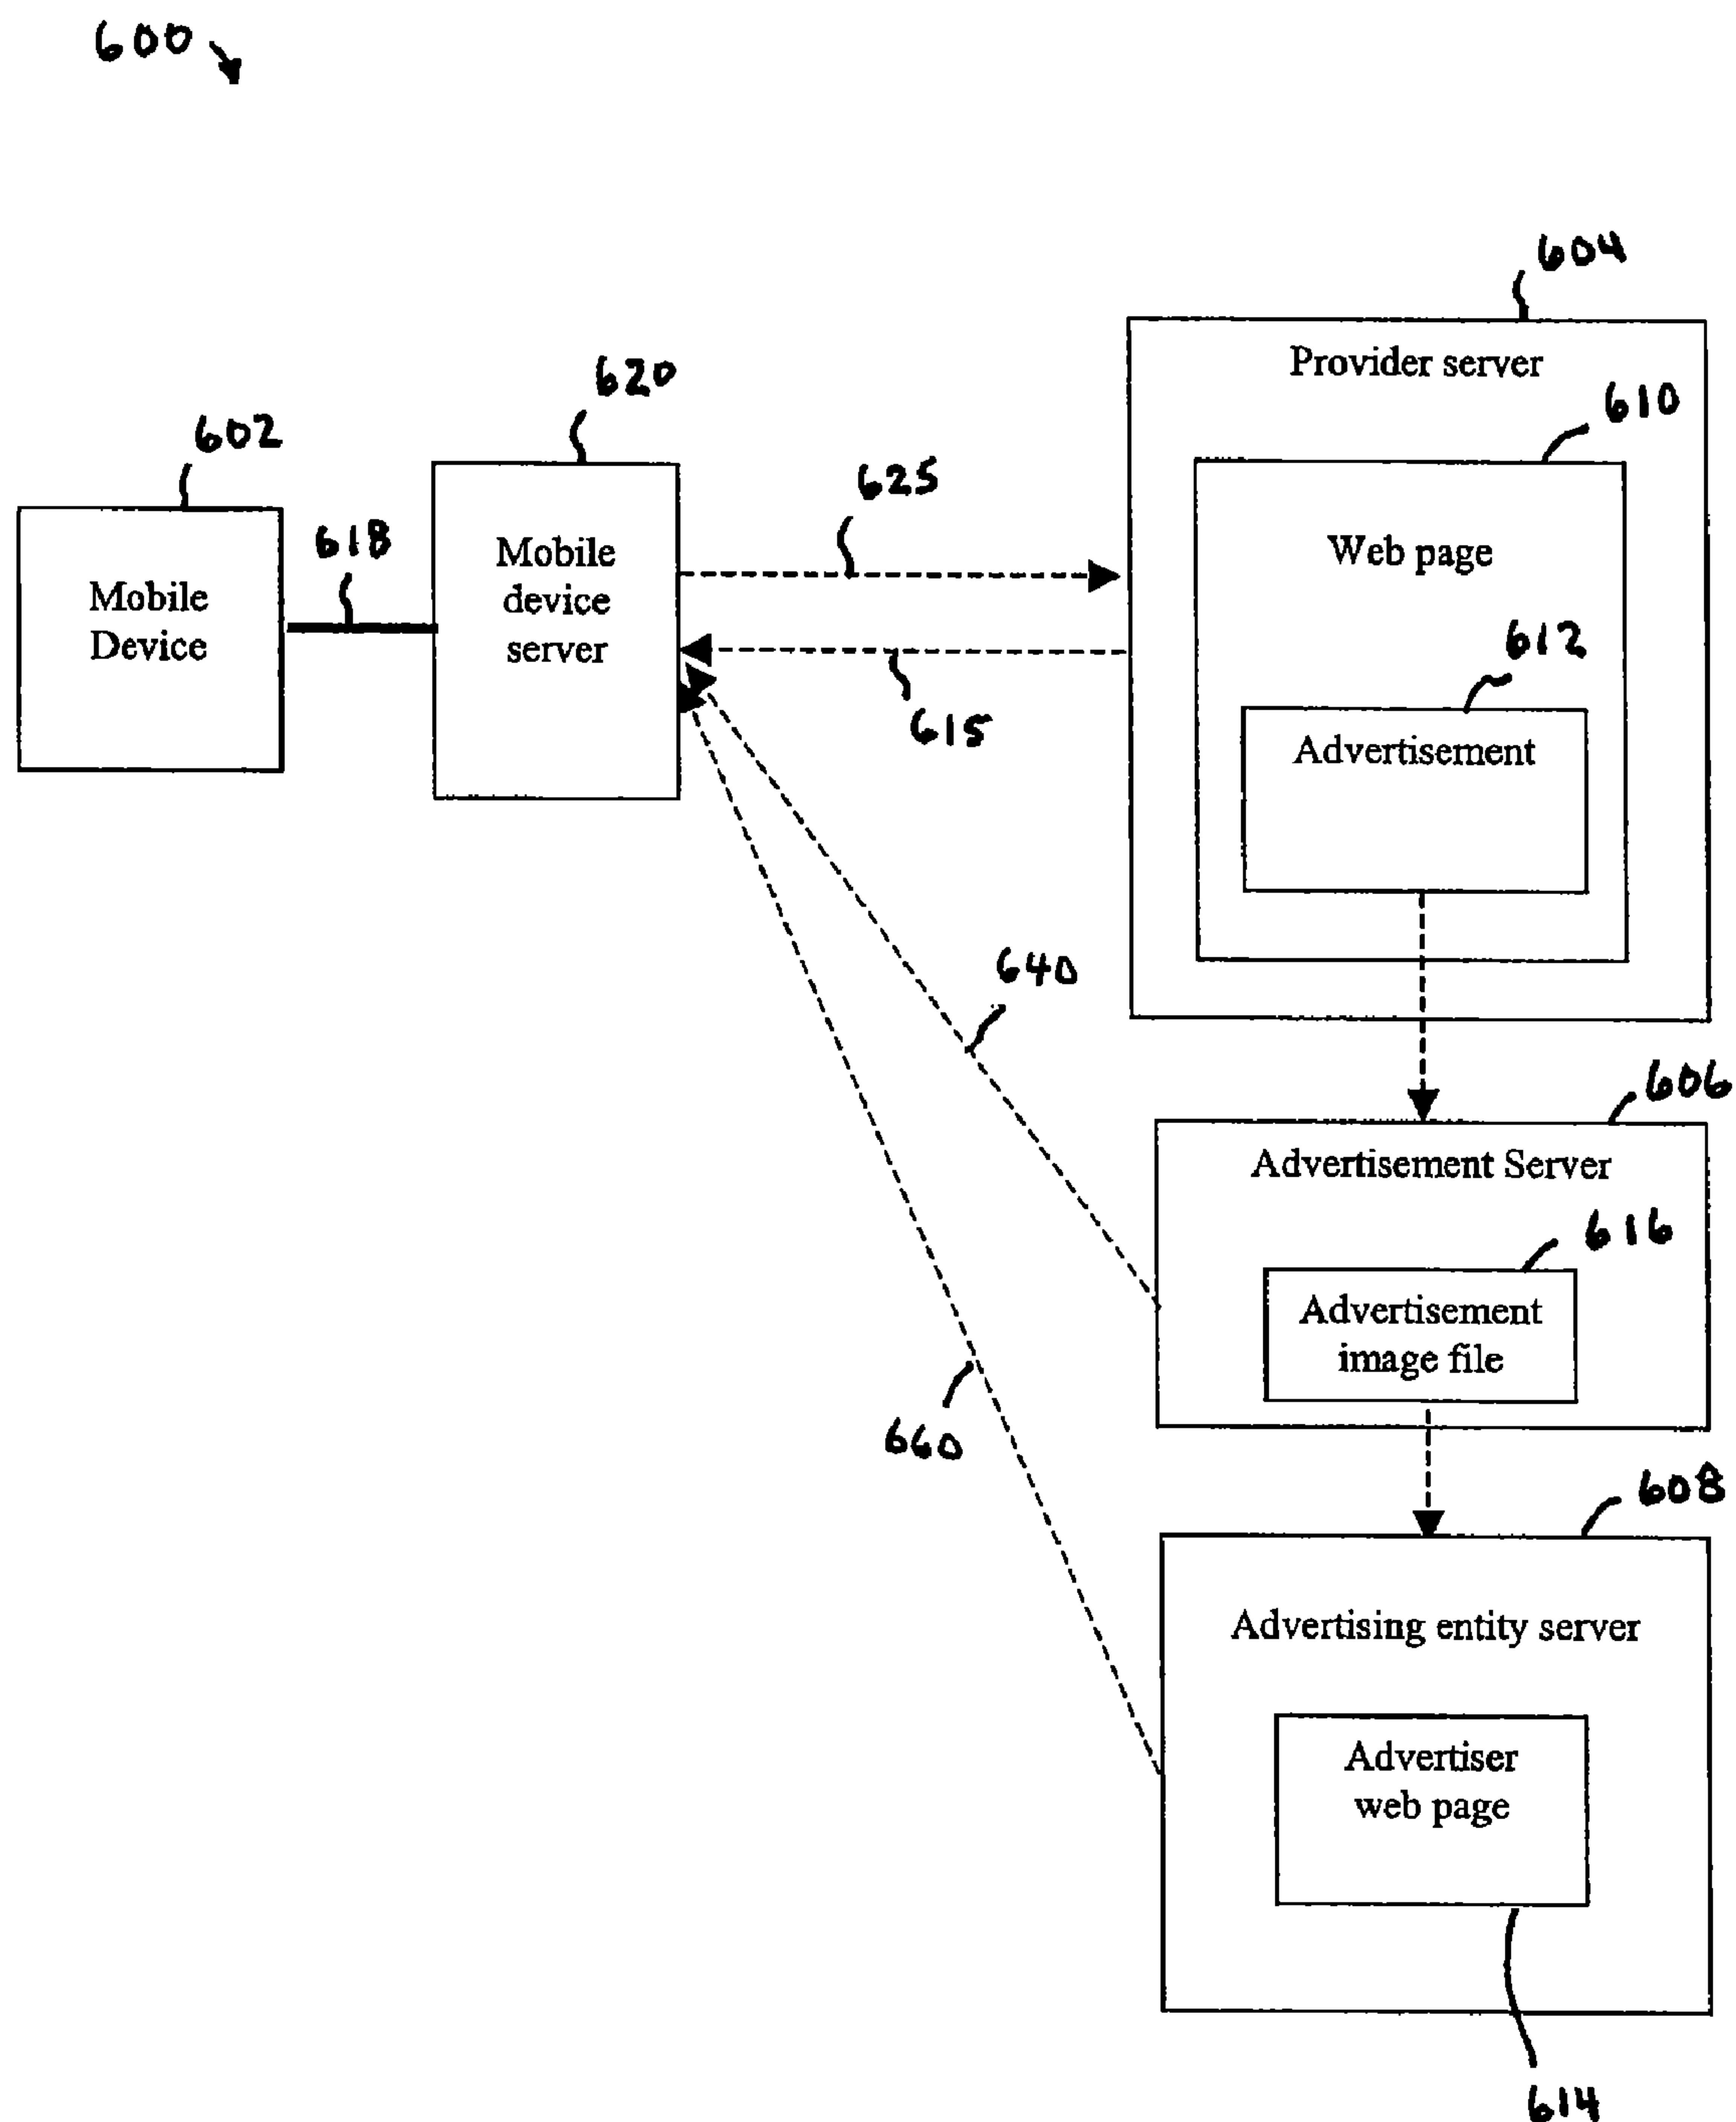 600
604
Provider server
620
610
602
625
Web page
618
Mobile
device
server
Mobile
Device
612
615
Advertisement
640
606
Advertisement Server
616
Advertisement
image file
660
608
Advertising entity server
Advertiser
web page
614